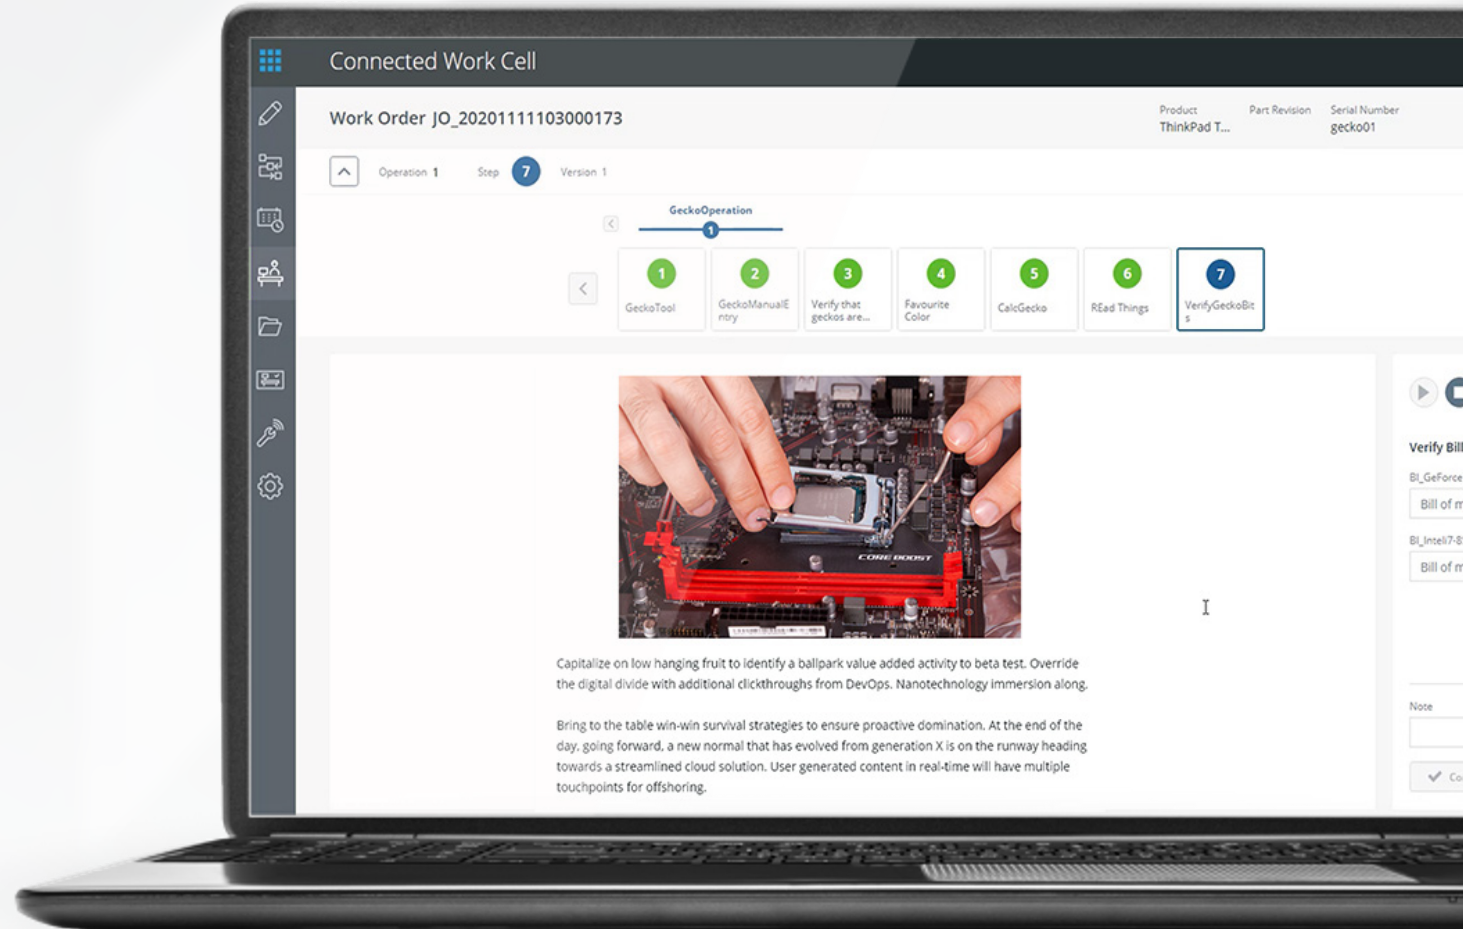 Connected Work Cell
Work Order JO_20201111103000173
Product
ThinkPad T...
Part Revision
Serial Number
gecko01
Operation 1
Step 7
Version 1
GeckoOperation
1
1
GeckoTool
2
GeckoManualE
ntry
3
Verify that
geckos are...
4
Favourite
Color
5
CalcGecko
6
REad Things
7
VerifyGeckoBit
s
CORE BOOST
Capitalize on low hanging fruit to identify a ballpark value added activity to beta test. Override
the digital divide with additional clickthroughs from DevOps. Nanotechnology immersion along.
Bring to the table win-win survival strategies to ensure proactive domination. At the end of the
day, going forward, a new normal that has evolved from generation X is on the runway heading
towards a streamlined cloud solution. User generated content in real-time will have multiple
touchpoints for offshoring.
Verify Bill
BI_GeForce
Bill of m
BI_Inteli7-8
Bill of m
Note
Co